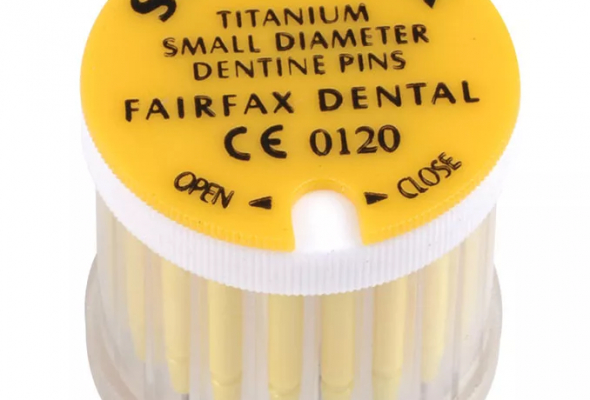 TITANIUM
SMALL DIAMETER
DENTINE PINS
FAIRFAX DENTAL
CE 0120
OPEN ◄ ► CLOSE